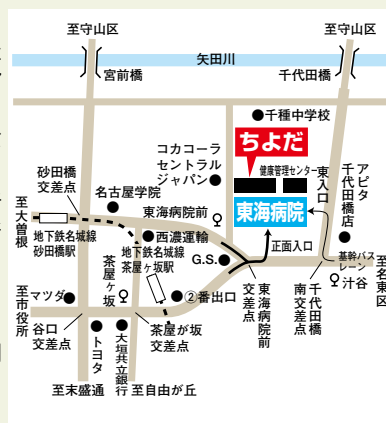 至守山区
至守山区
矢田川
宮前橋
千代田橋
千種中学校
ちよだ
コカコーラ
セントラル
ジャパン
健康管理センター
東海病院
東入口
アピタ
千代田橋店
砂田橋
交差点
名古屋学院
東海病院前
至大曽根
地下鉄名城線
砂田橋駅
西濃運輸
地下鉄名城線
茶屋ヶ坂駅
G.S.
正面入口
基幹バス
レーン
至名東区
茶屋ヶ坂
汁谷
至市役所
マツダ
②番出口
東海病院前
交差点
千代田橋
南交差点
谷口
交差点
トヨタ
大垣共立銀行
茶屋が坂
交差点
至末盛通
至自由が丘